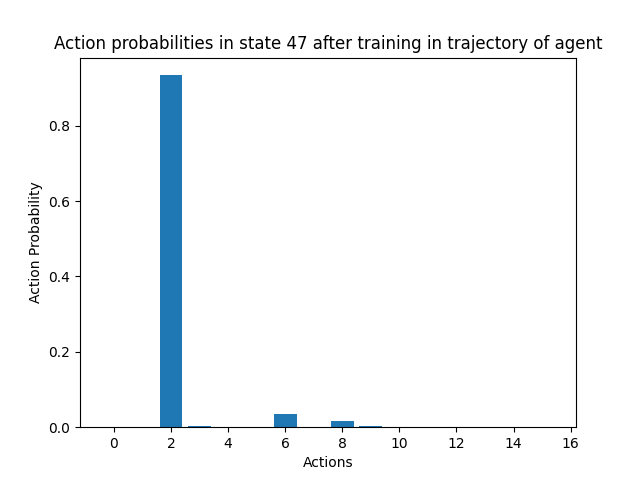 Action probabilities in state 47 after training in trajectory of agent
Action Probability
0.8
0.6
0.4
0.2
0.0
0 2 4 6 8 10 12 14 16
Actions